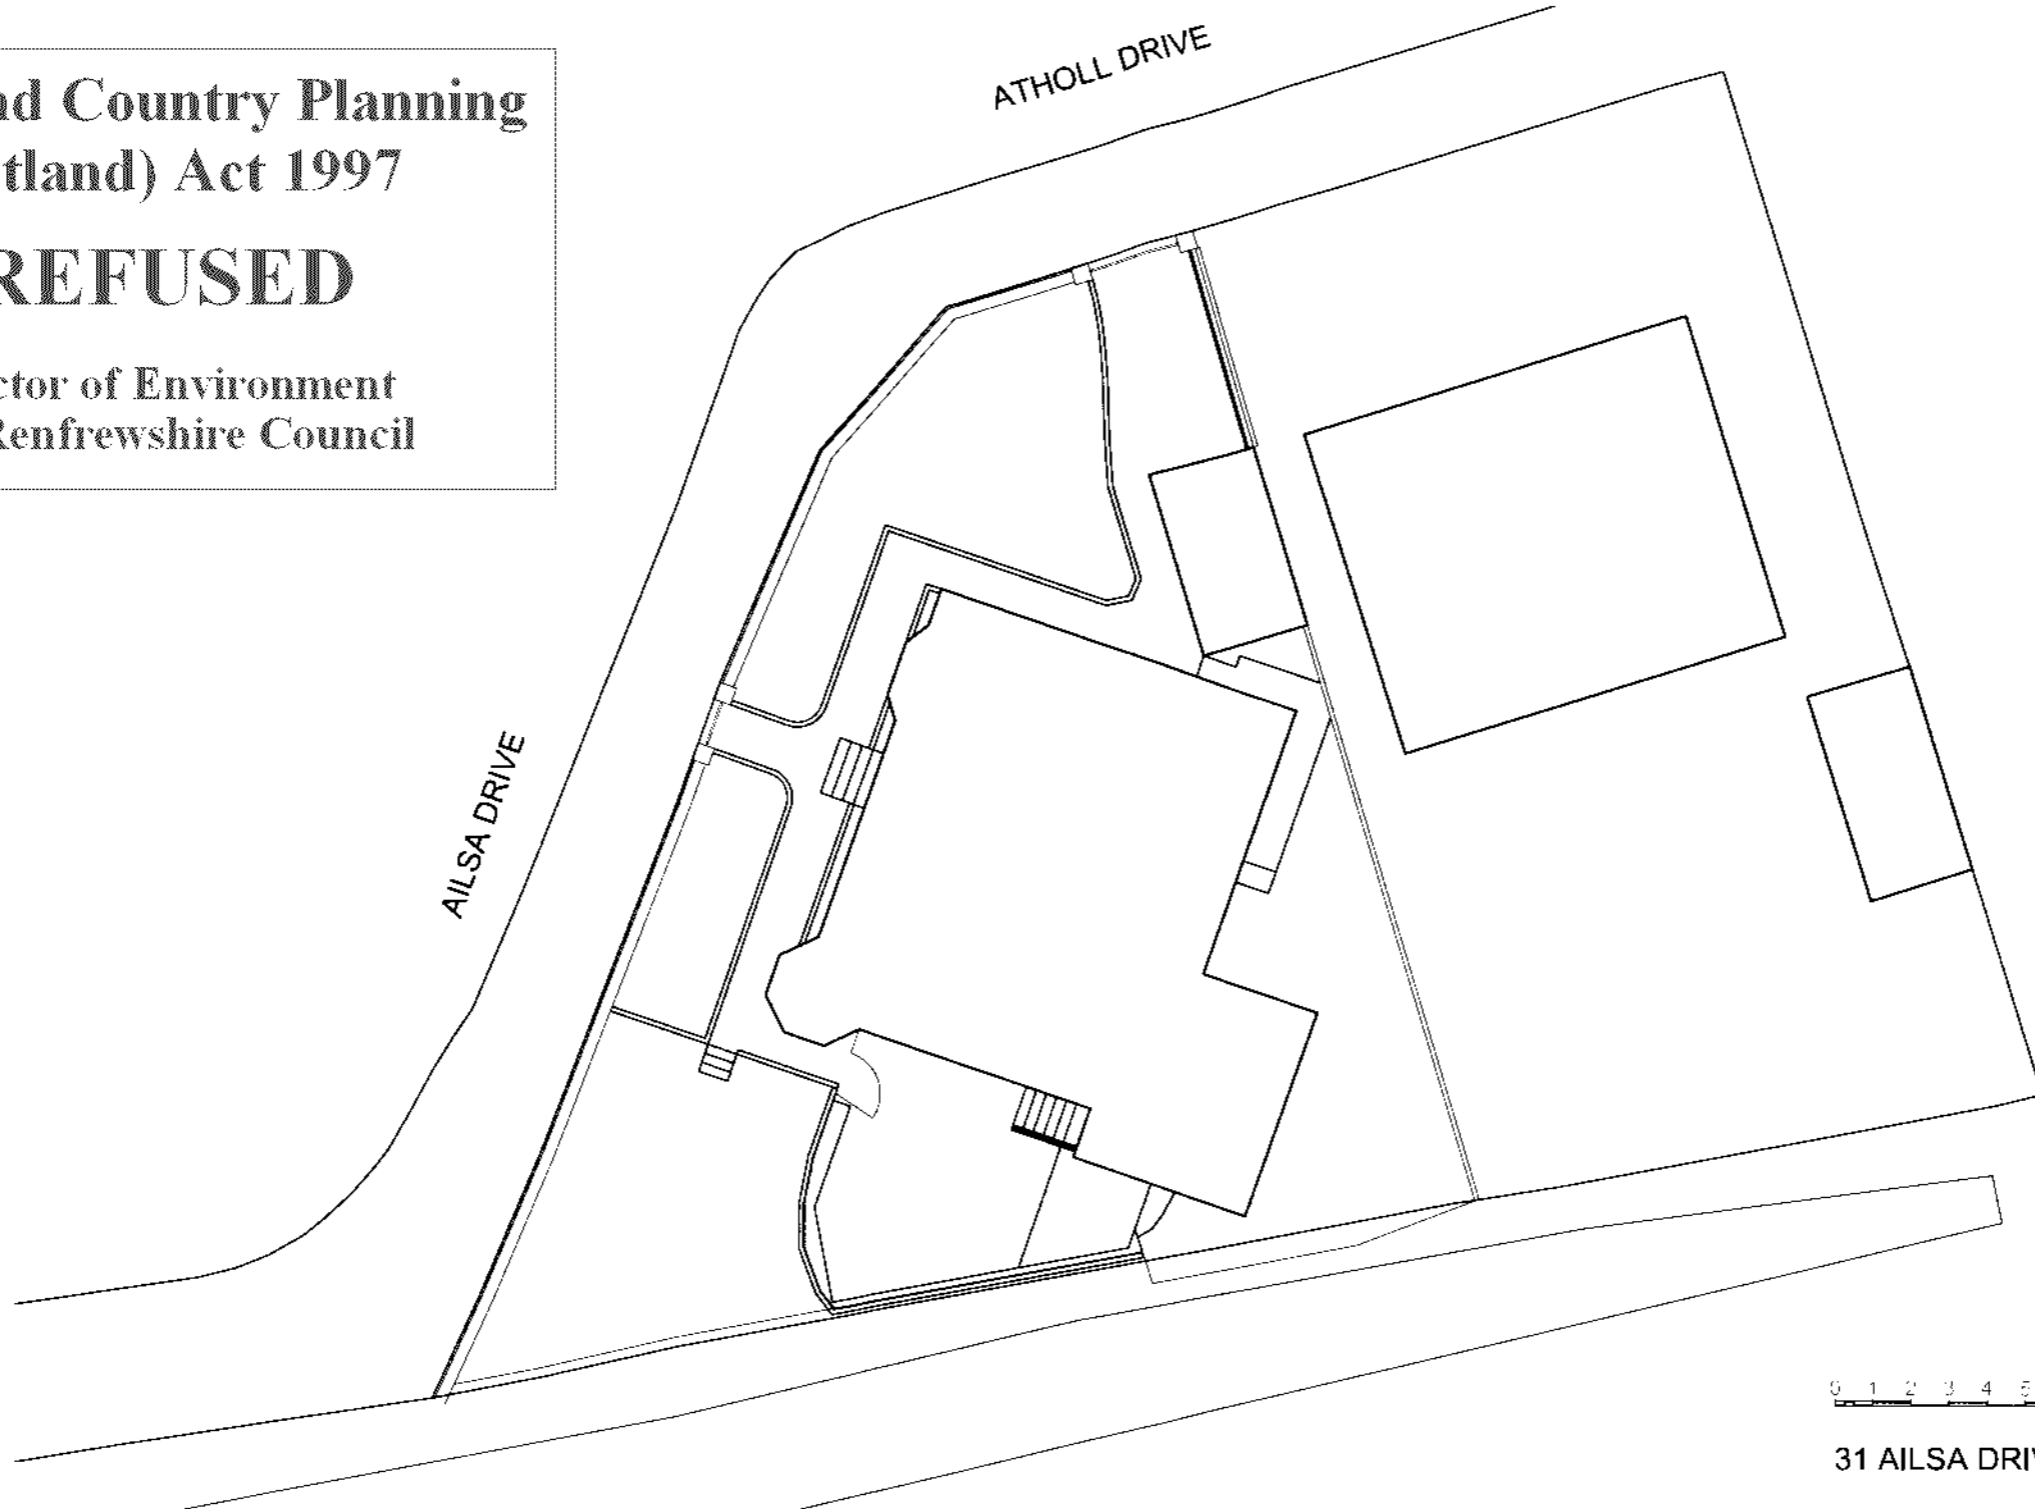 nd Country Planning
tland) Act 1997
REFUSED
ctor of Environment
Renfrewshire Council
ATHOLL DRIVE
AILSA DRIVE
0 1 2 3 4 5
31 AILSA DRIV